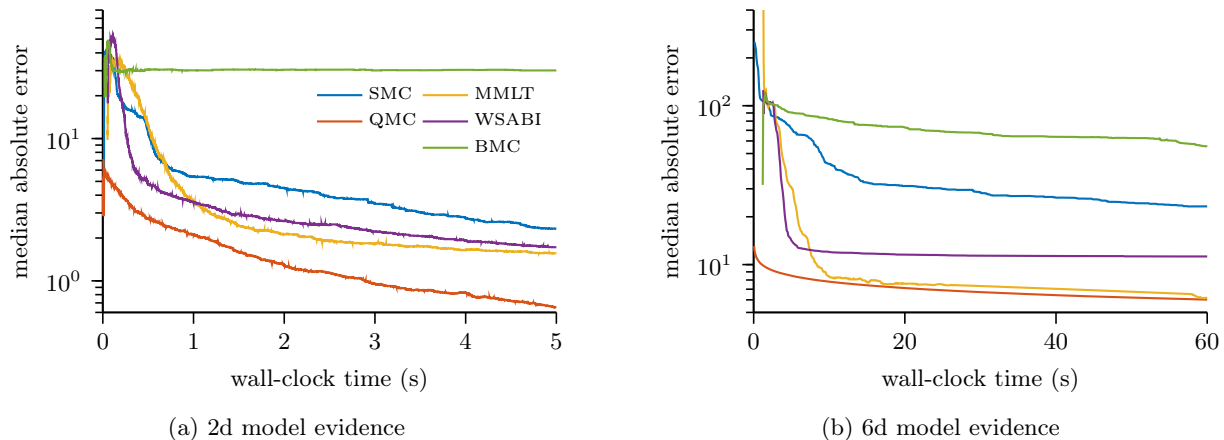 median absolute error
10^1
10^0
SMC
MMLT
QMC
WSABI
BMC
0 1 2 3 4 5
wall-clock time (s)
(a) 2d model evidence
median absolute error
10^2
10^1
0 20 40 60
wall-clock time (s)
(b) 6d model evidence